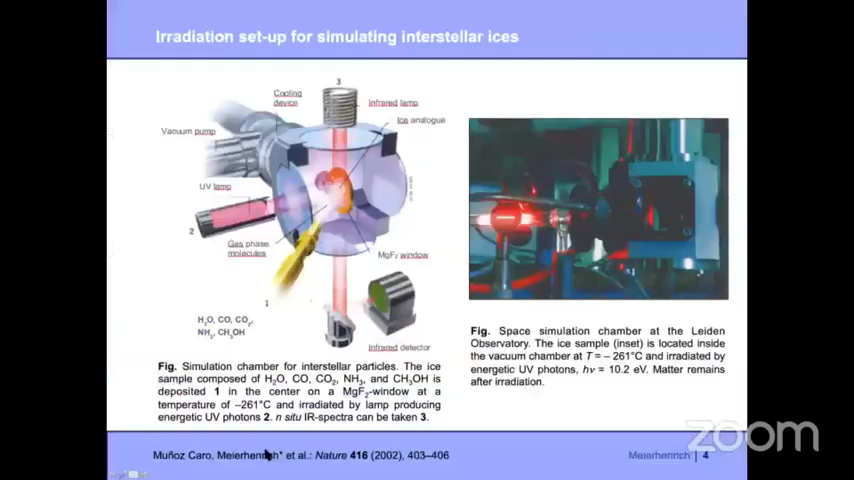 Irradiation set-up for simulating interstellar ices
3
Cooling
device
Infrared lamp
Ice analogue
Vacuum pump
UV lamp
2
Gas phase
molecules
MgF₂ window
1
H₂O, CO, CO₂,
NH₃, CH₃OH
Infrared detector
Fig. Simulation chamber for interstellar particles. The ice
sample composed of H₂O, CO, CO₂, NH₃, and CH₃OH is
deposited 1 in the center on a MgF₂-window at a
temperature of –261°C and irradiated by lamp producing
energetic UV photons 2. n situ IR-spectra can be taken 3.
Fig. Space simulation chamber at the Leiden
Observatory. The ice sample (inset) is located inside
the vacuum chamber at T = – 261°C and irradiated by
energetic UV photons, hν = 10.2 eV. Matter remains
after irradiation.
Muñoz Caro, Meierhenrich* et al.: Nature 416 (2002), 403–406
Meierhenrich | 4
zoom